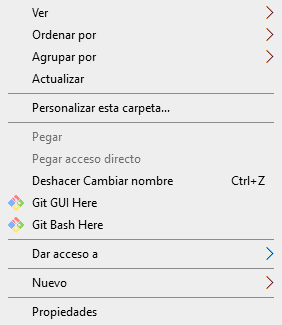 Ver
Ordenar por
Agrupar por
Actualizar
Personalizar esta carpeta...
Pegar
Pegar acceso directo
Deshacer Cambiar nombre Ctrl+Z
Git GUI Here
Git Bash Here
Dar acceso a
Nuevo
Propiedades